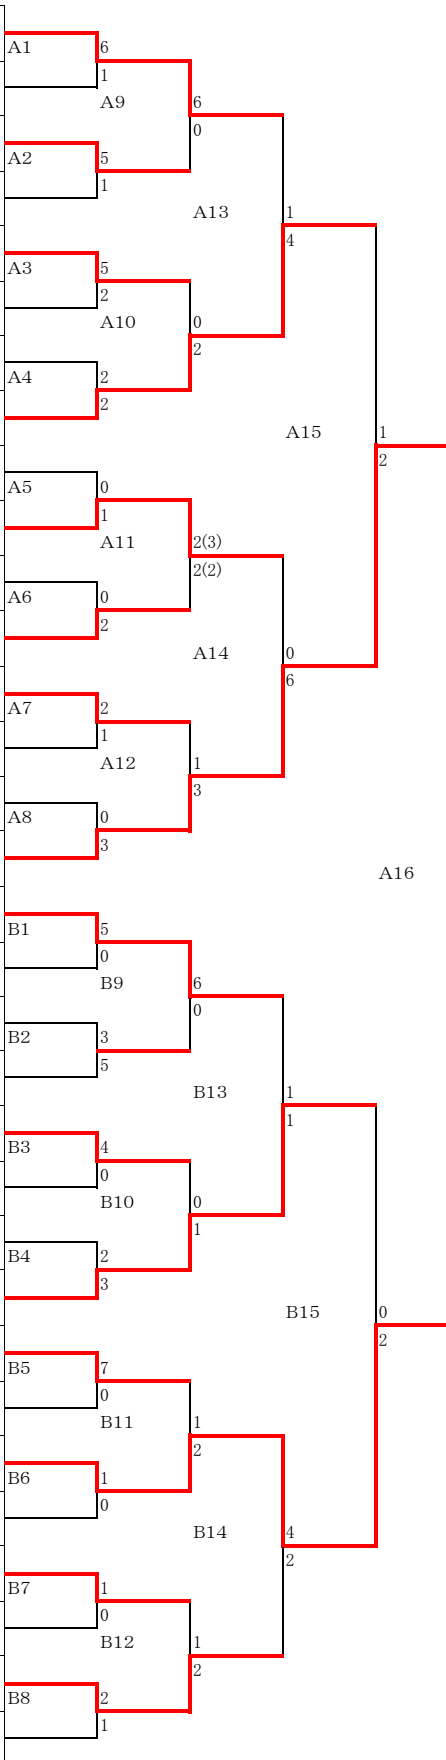 A1 6
1
A9 6
0
A2 5
1
A13 1
4
A3 5
2
A10 0
2
A4 2
2
A15 1
2
A5 0
1
A11 2(3)
2(2)
A6 0
2
A14 0
6
A7 2
1
A12 1
3
A8 0
3
A16
B1 5
0
B9 6
0
B2 3
5
B13 1
1
B3 4
0
B10 0
1
B4 2
3
B15 0
2
B5 7
0
B11 1
2
B6 1
0
B14 4
2
B7 1
0
B12 1
2
B8 2
1